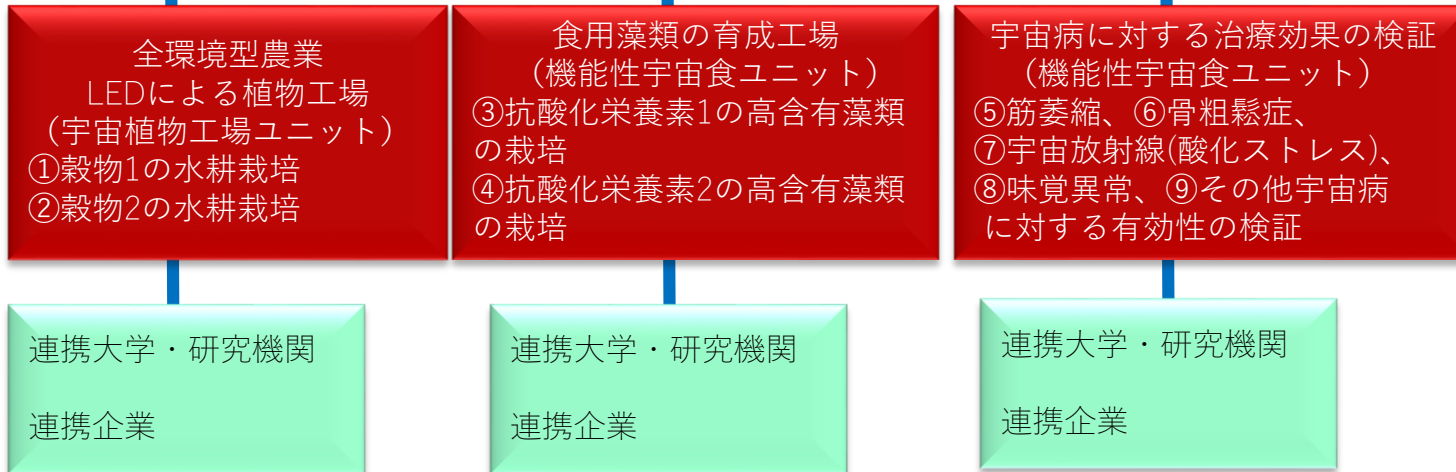 全環境型農業
LEDによる植物工場
（宇宙植物工場ユニット）
①穀物1の水耕栽培
②穀物2の水耕栽培
食用藻類の育成工場
（機能性宇宙食ユニット）
③抗酸化栄養素1の高含有藻類
の栽培
④抗酸化栄養素2の高含有藻類
の栽培
宇宙病に対する治療効果の検証
（機能性宇宙食ユニット）
⑤筋萎縮、⑥骨粗鬆症、
⑦宇宙放射線(酸化ストレス)、
⑧味覚異常、⑨その他宇宙病
に対する有効性の検証
連携大学・研究機関
連携企業
連携大学・研究機関
連携企業
連携大学・研究機関
連携企業